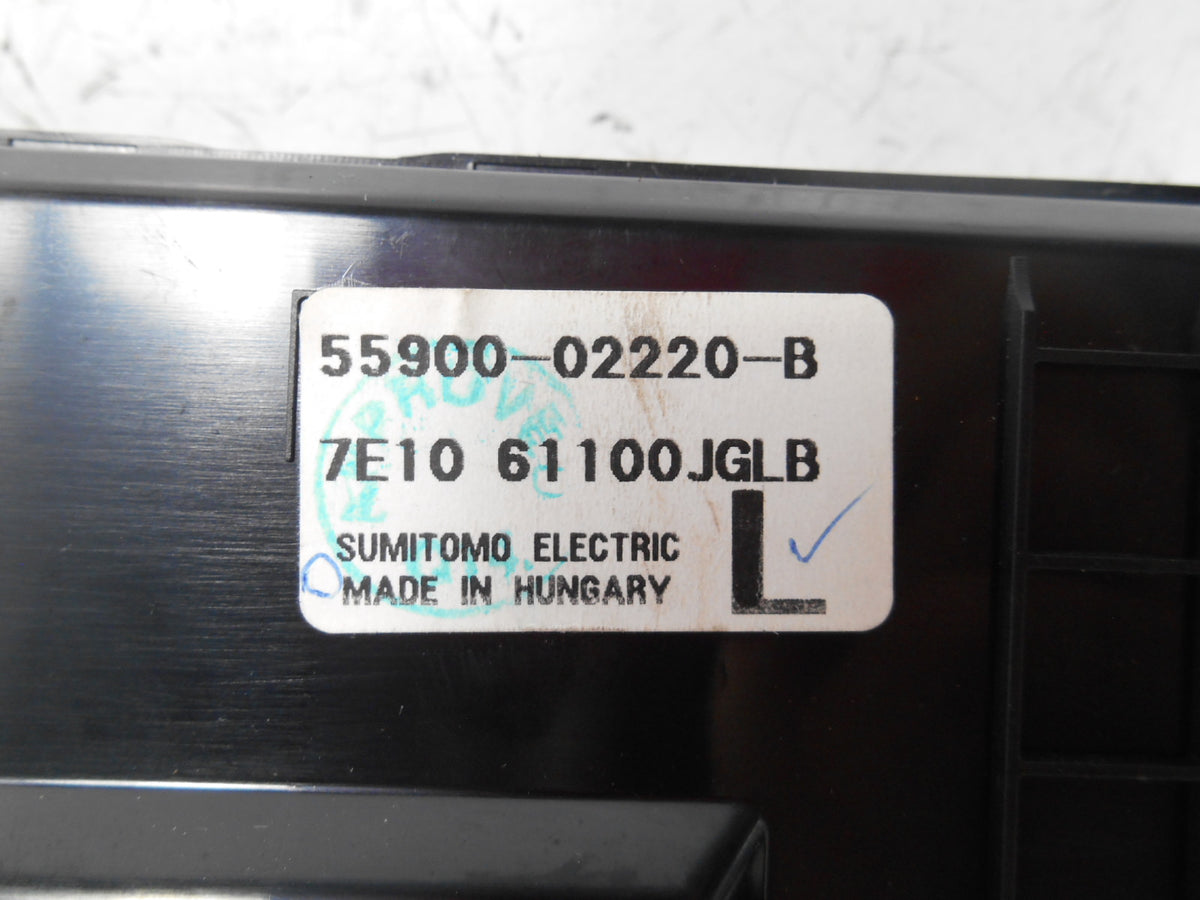 55900-02220-B
7E10 61100JGLB
L
SUMITOMO ELECTRIC
MADE IN HUNGARY